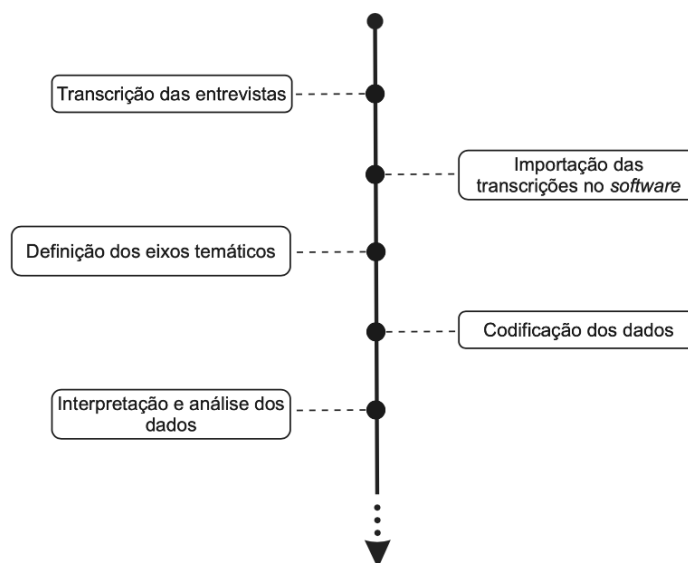 Transcrição das entrevistas
Importação das
transcrições no software
Definição dos eixos temáticos
Codificação dos dados
Interpretação e análise dos
dados